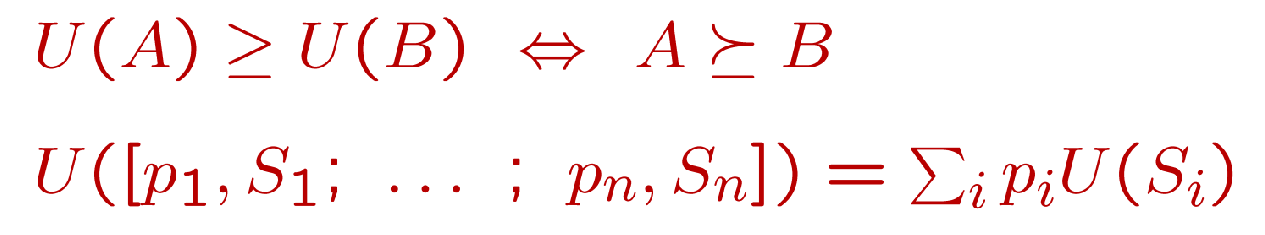 U(A) ≥ U(B) ⇔ A ⪰ B
U([p₁, S₁; … ; pₙ, Sₙ]) = ∑ᵢ pᵢU(Sᵢ)